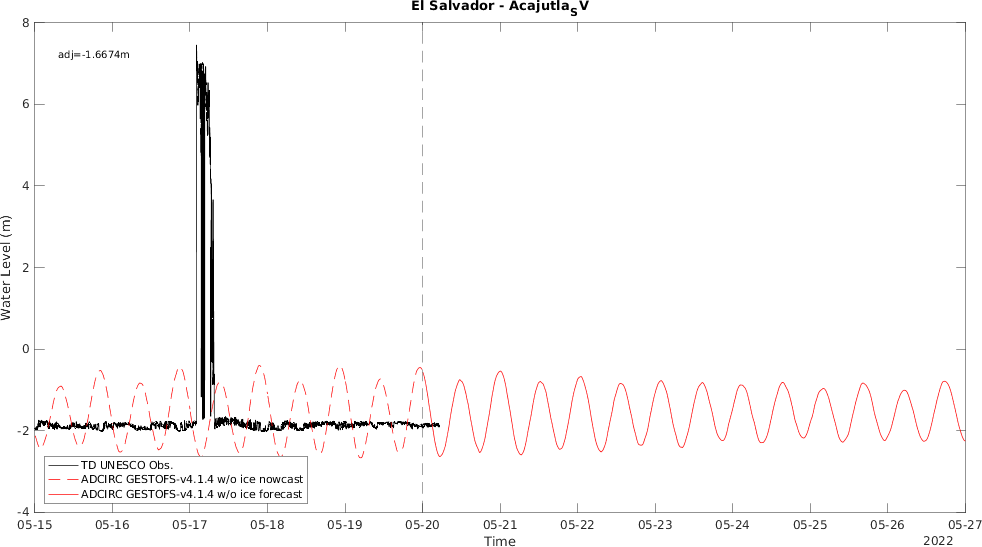 El Salvador - Acajutla_SV
adj=-1.6674m
8
6
4
2
0
-2
-4
Water Level (m)
TD UNESCO Obs.
ADCIRC GESTOFS-v4.1.4 w/o ice nowcast
ADCIRC GESTOFS-v4.1.4 w/o ice forecast
05-15 05-16 05-17 05-18 05-19 05-20 05-21 05-22 05-23 05-24 05-25 05-26 05-27
Time
2022